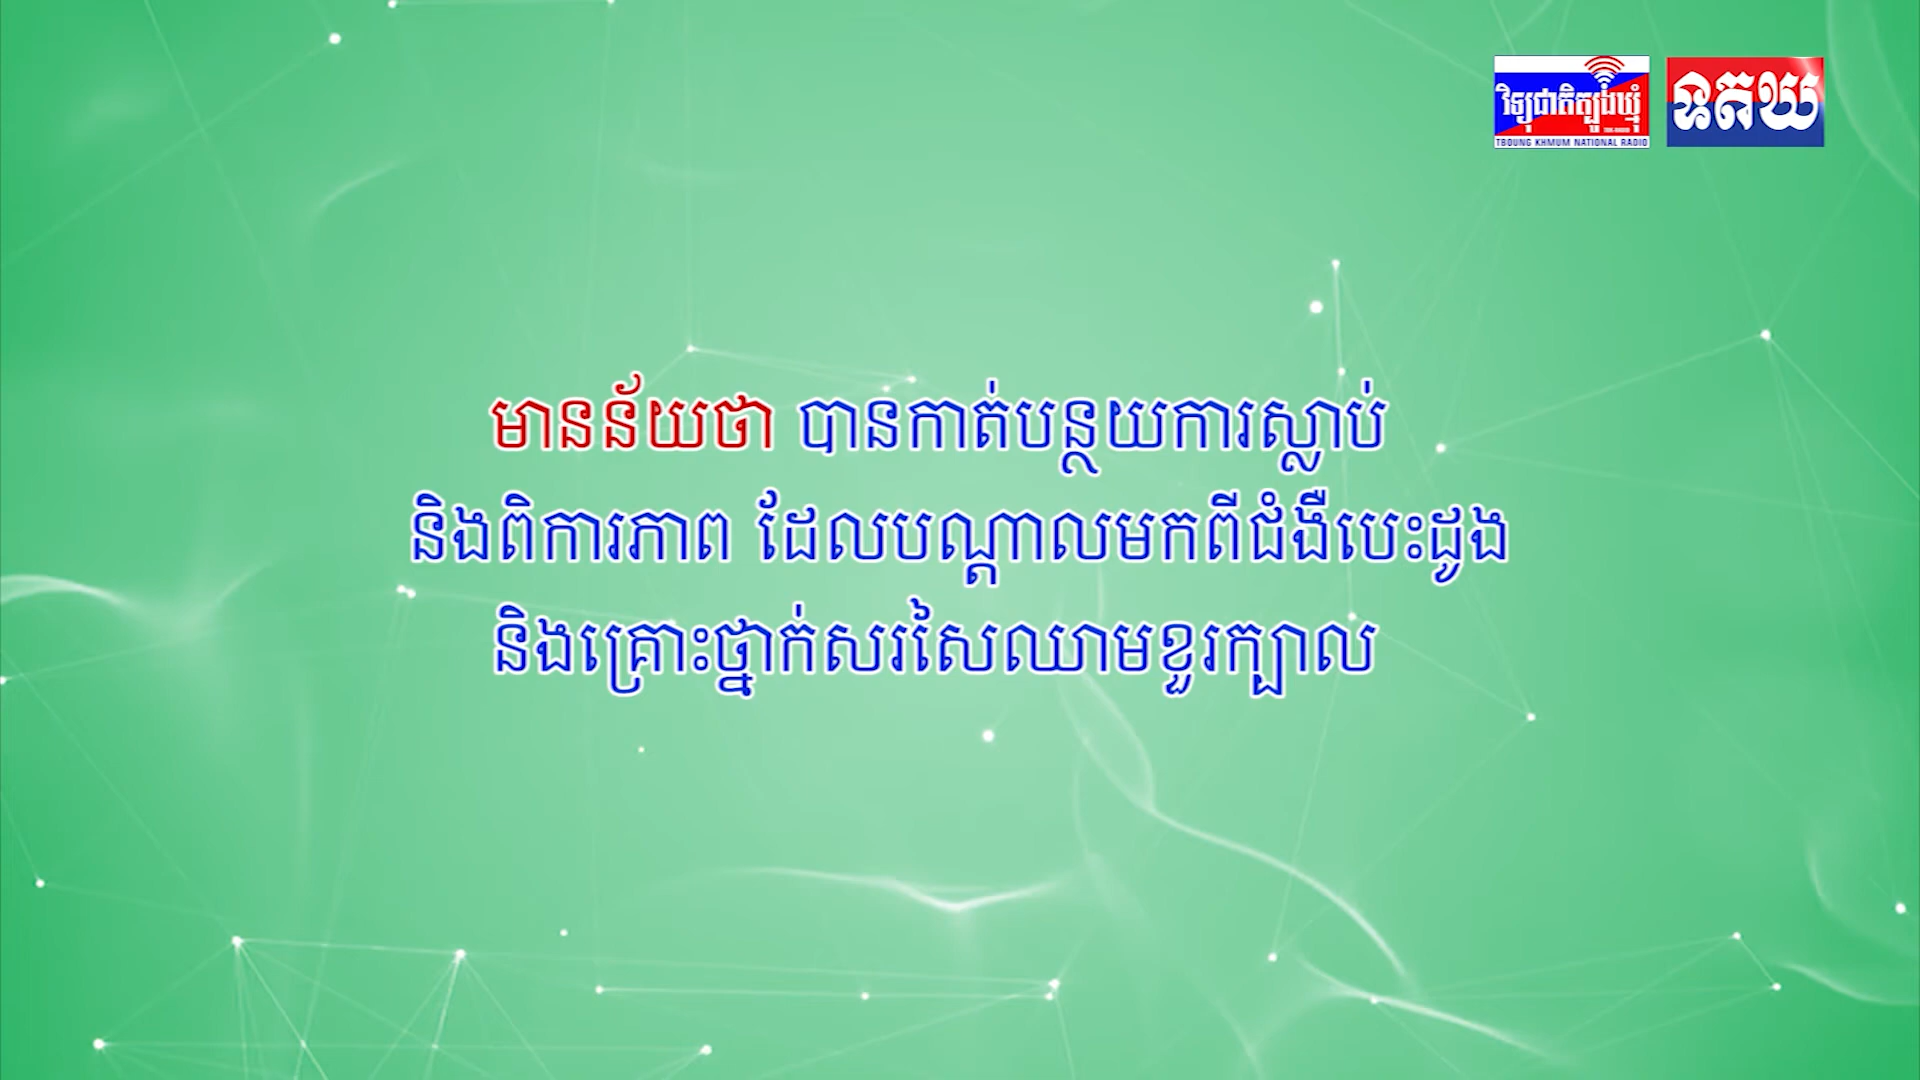 វិទ្យុជាតិត្បូងឃ្មុំ
TBOUNG KHMUM NATIONAL RADIO
ទតឃ
មានន័យថា បានកាត់បន្ថយការស្លាប់
និងពិការភាព ដែលបណ្តាលមកពីជំងឺបេះដូង
និងគ្រោះថ្នាក់សរសៃឈាមខួរក្បាល